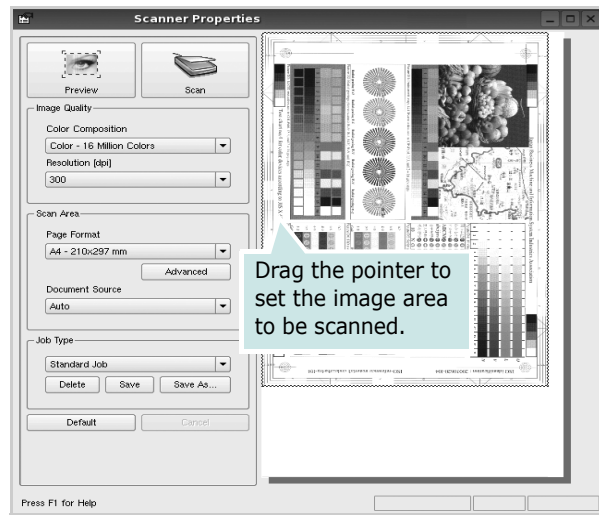 Scanner Properties
Preview
Scan
Image Quality
Color Composition
Color - 16 Million Colors
Resolution [dpi]
300
Scan Area
Page Format
A4 - 210x297 mm
Advanced
Document Source
Auto
Job Type
Standard Job
Delete
Save
Save As...
Default
Cancel
Drag the pointer to
set the image area
to be scanned.
Press F1 for Help